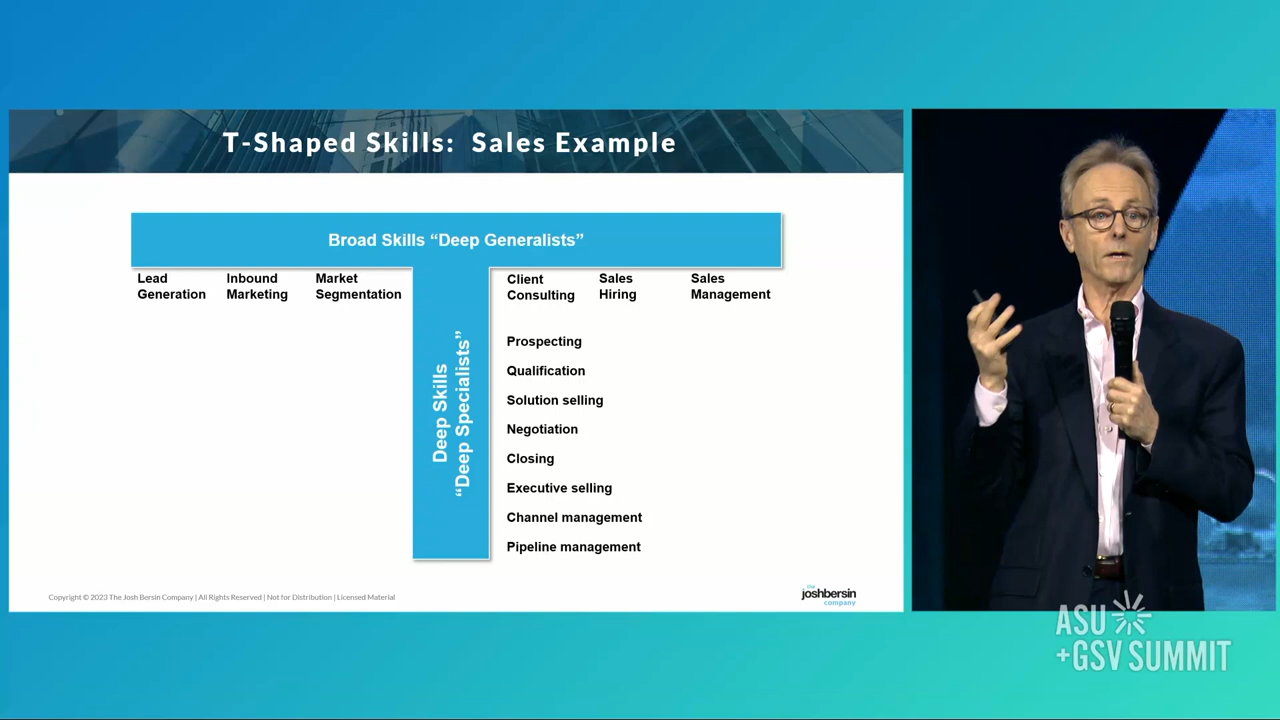 T-Shaped Skills: Sales Example
Broad Skills “Deep Generalists”
Lead
Generation
Inbound
Marketing
Market
Segmentation
Client
Consulting
Sales
Hiring
Sales
Management
Deep Skills
“Deep Specialists”
Prospecting
Qualification
Solution selling
Negotiation
Closing
Executive selling
Channel management
Pipeline management
Copyright © 2023 The Josh Bersin Company | All Rights Reserved | Not for Distribution | Licensed Material
the
joshbersin
company
ASU
+GSV SUMMIT